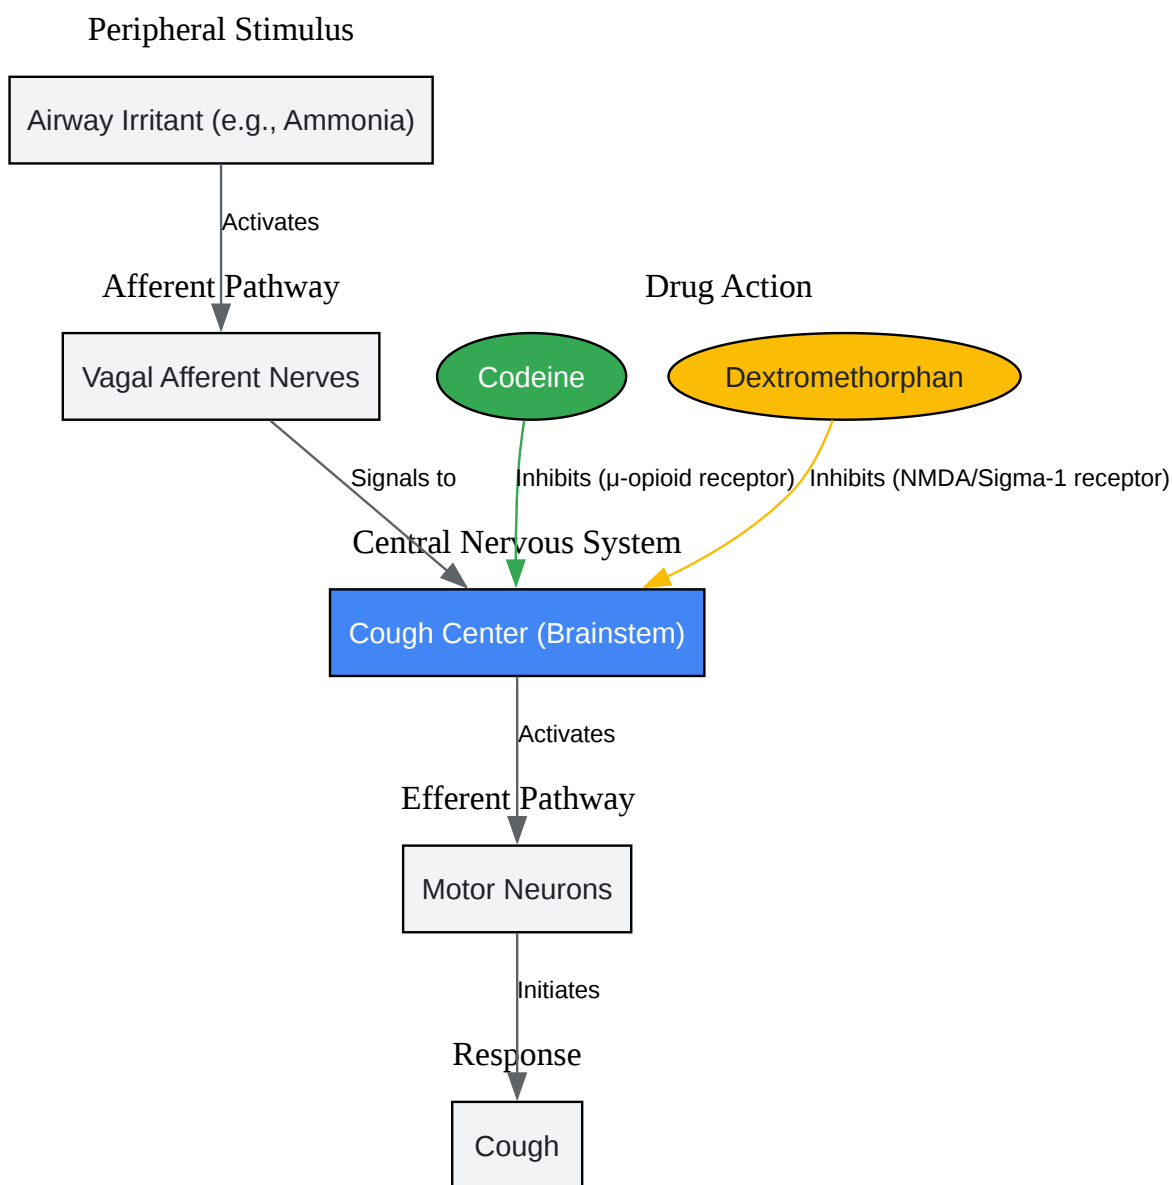 Peripheral Stimulus
Airway Irritant (e.g., Ammonia)
Activates
Afferent Pathway
Drug Action
Vagal Afferent Nerves
Codeine
Dextromethorphan
Signals to
Inhibits (μ-opioid receptor)
Inhibits (NMDA/Sigma-1 receptor)
Central Nervous System
Cough Center (Brainstem)
Activates
Efferent Pathway
Motor Neurons
Initiates
Response
Cough